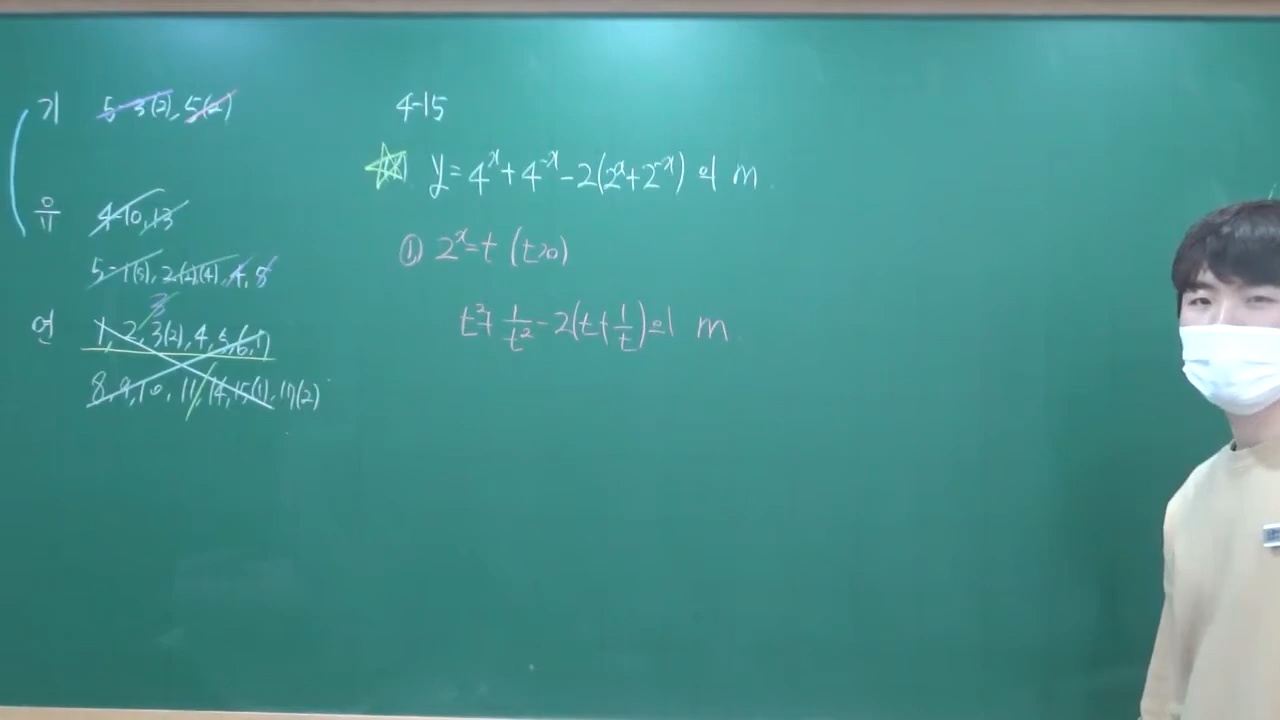 기 5-3(2), 5(2)
유 4-10, 13
5-1(5), 2(2)(4), 4, 8
연 1, 2, 3(2), 4, 5, 6, 7
8, 9, 10, 11, 14, 15(1), 17(2)
4-15
y=4^x+4^-x-2(2^x+2^-x) 의 m
① 2^x=t (t>0)
t²+1/t²-2(t+1/t)의 m